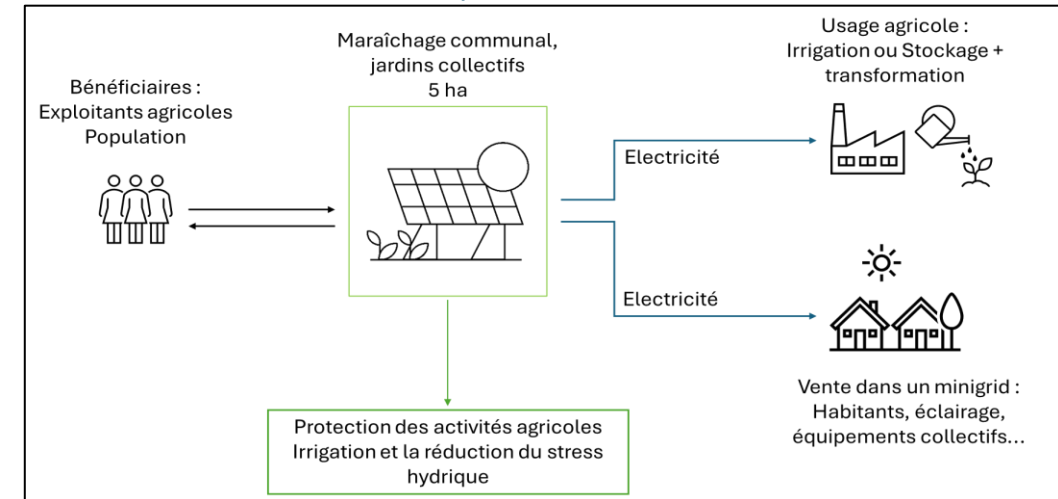 Maraîchage communal,
jardins collectifs
5 ha
Bénéficiaires :
Exploitants agricoles
Population
Usage agricole :
Irrigation ou Stockage +
transformation
Electricité
Electricité
Vente dans un minigrid :
Habitants, éclairage,
équipements collectifs...
Protection des activités agricoles
Irrigation et la réduction du stress
hydrique